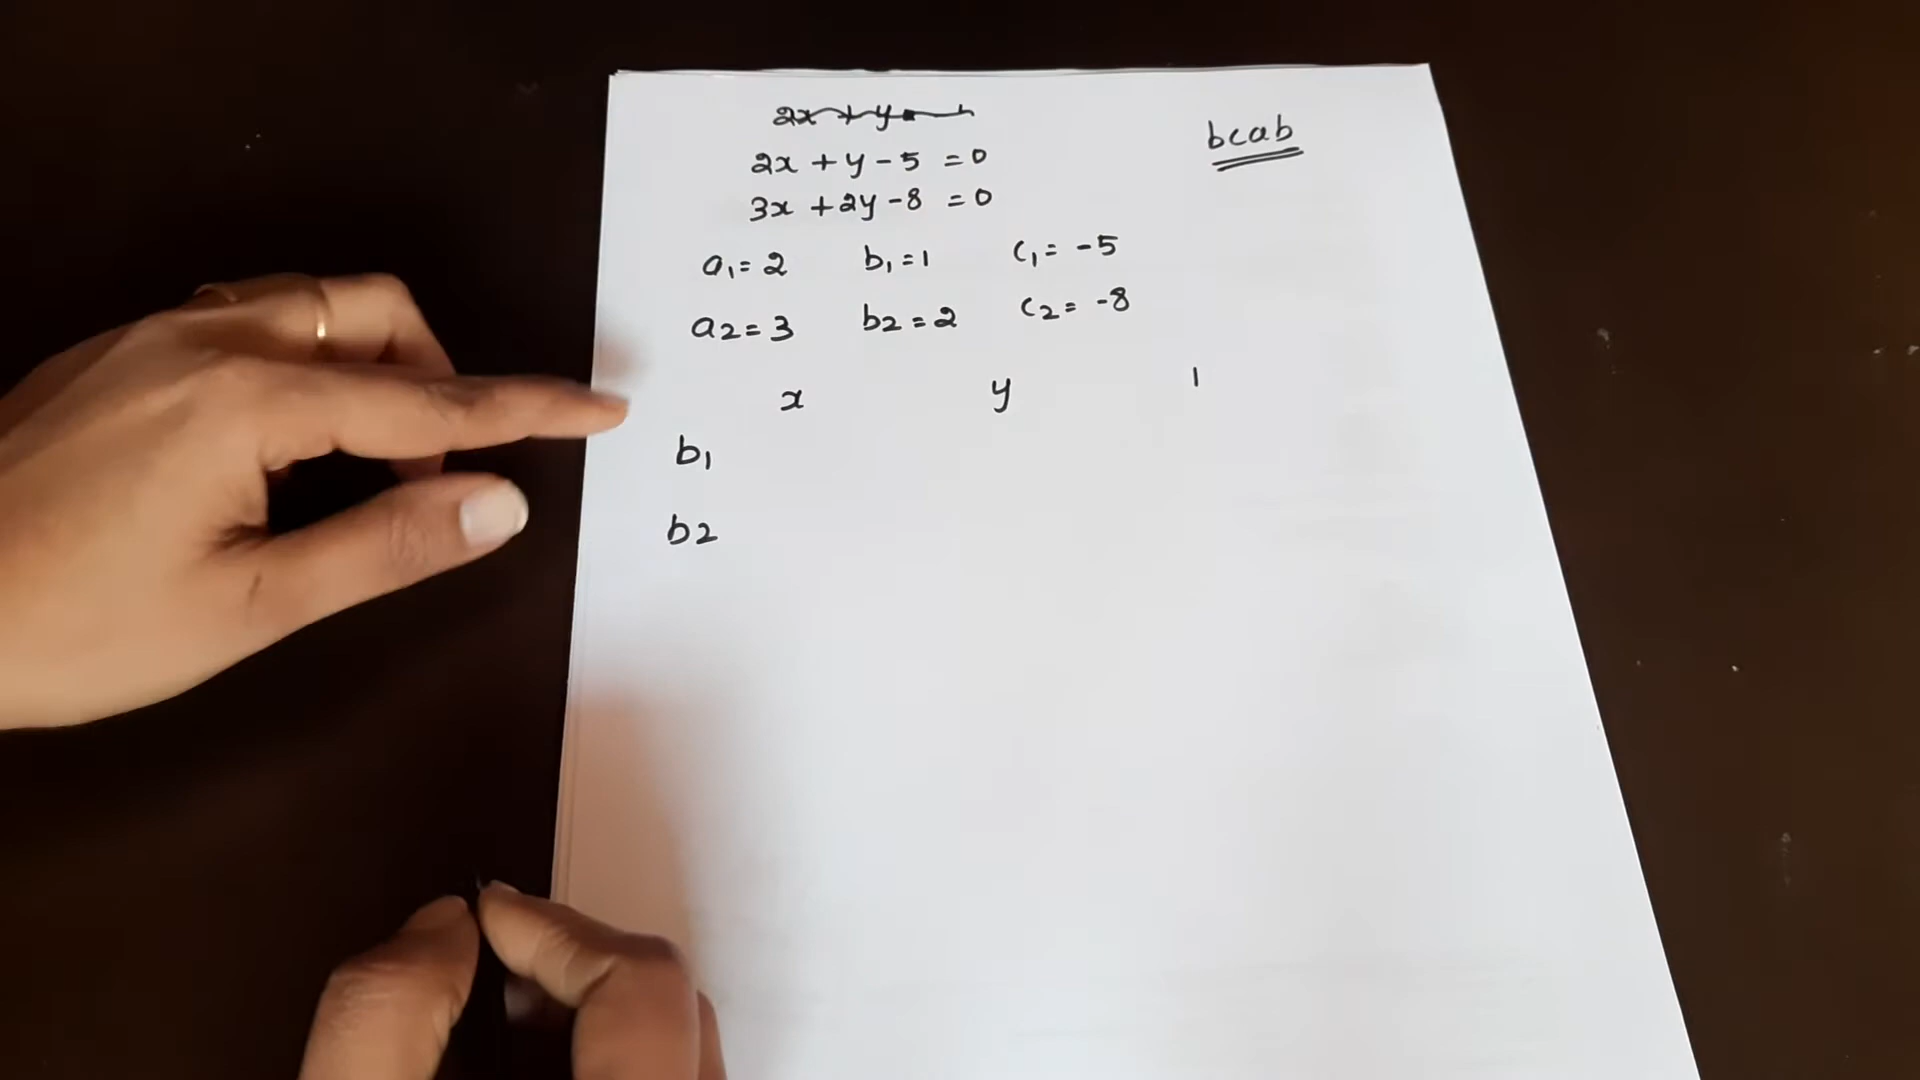 2x + y
bcab
2x + y - 5 = 0
3x + 2y - 8 = 0
a1 = 2 b1 = 1 c1 = -5
a2 = 3 b2 = 2 c2 = -8
x y 1
b1
b2